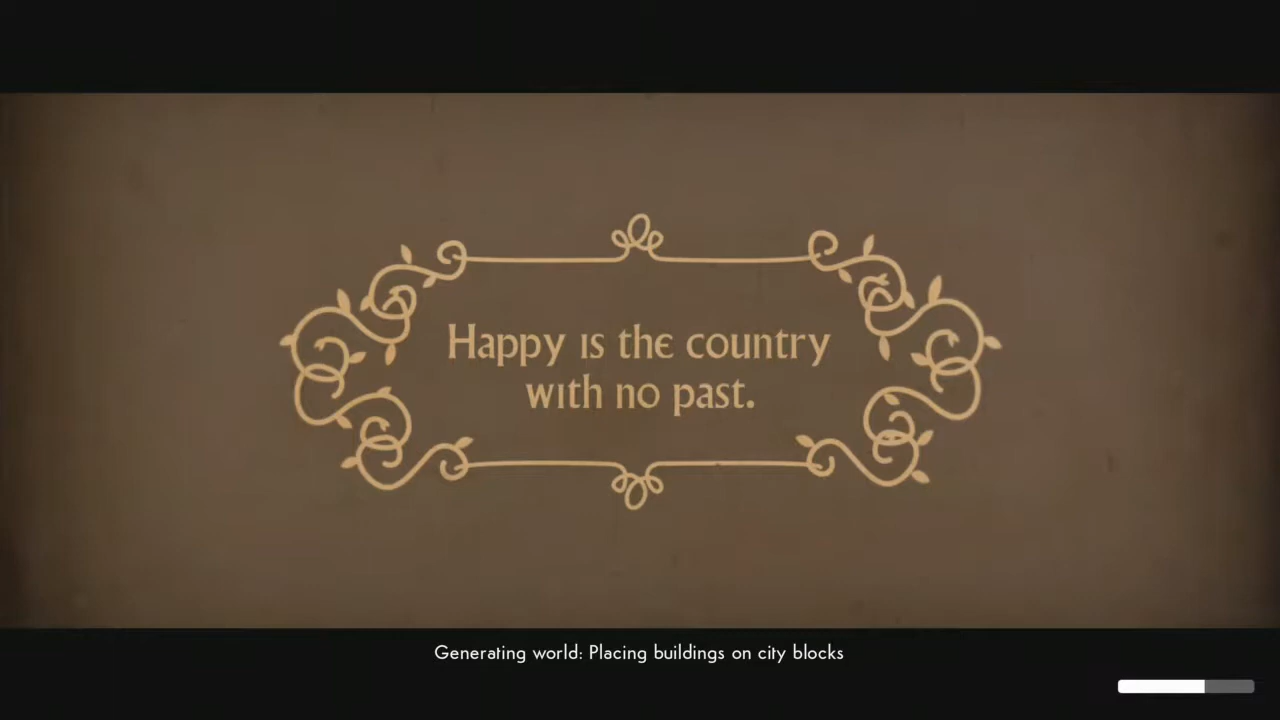 Happy is the country
with no past.
Generating world: Placing buildings on city blocks